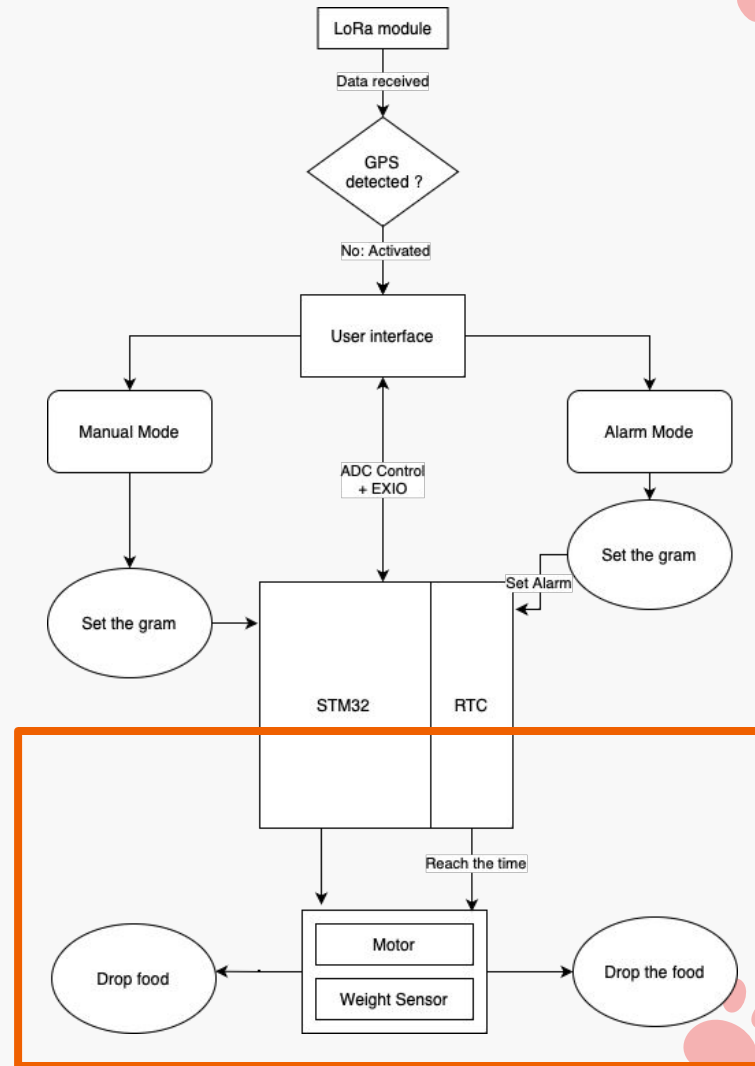 LoRa module
Data received
GPS
detected ?
No: Activated
User interface
Manual Mode
Alarm Mode
ADC Control
+ EXIO
Set the gram
Set Alarm
Set the gram
STM32
RTC
Reach the time
Motor
Drop food
Drop the food
Weight Sensor